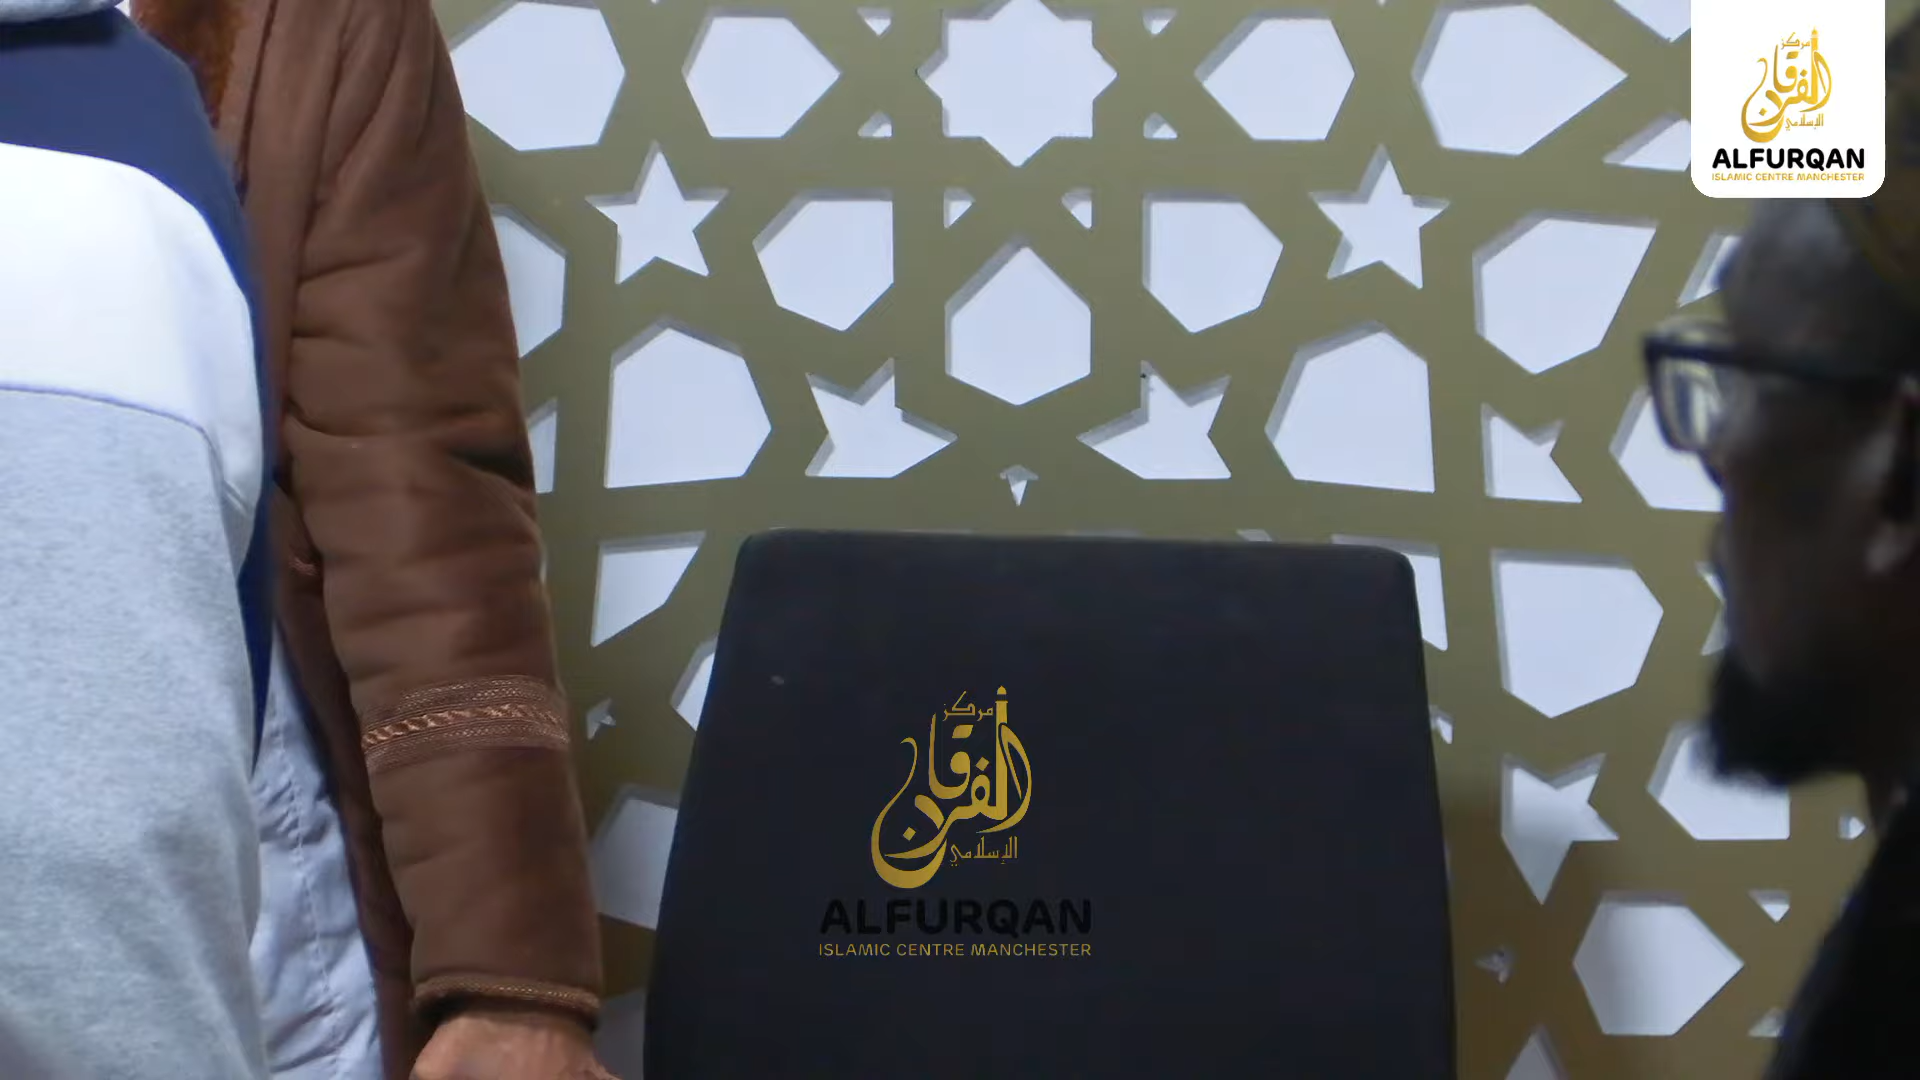 مركز
الفرقان
الإسلامي
ALFURQAN
ISLAMIC CENTRE MANCHESTER
مركز
الفرقان
الإسلامي
ALFURQAN
ISLAMIC CENTRE MANCHESTER